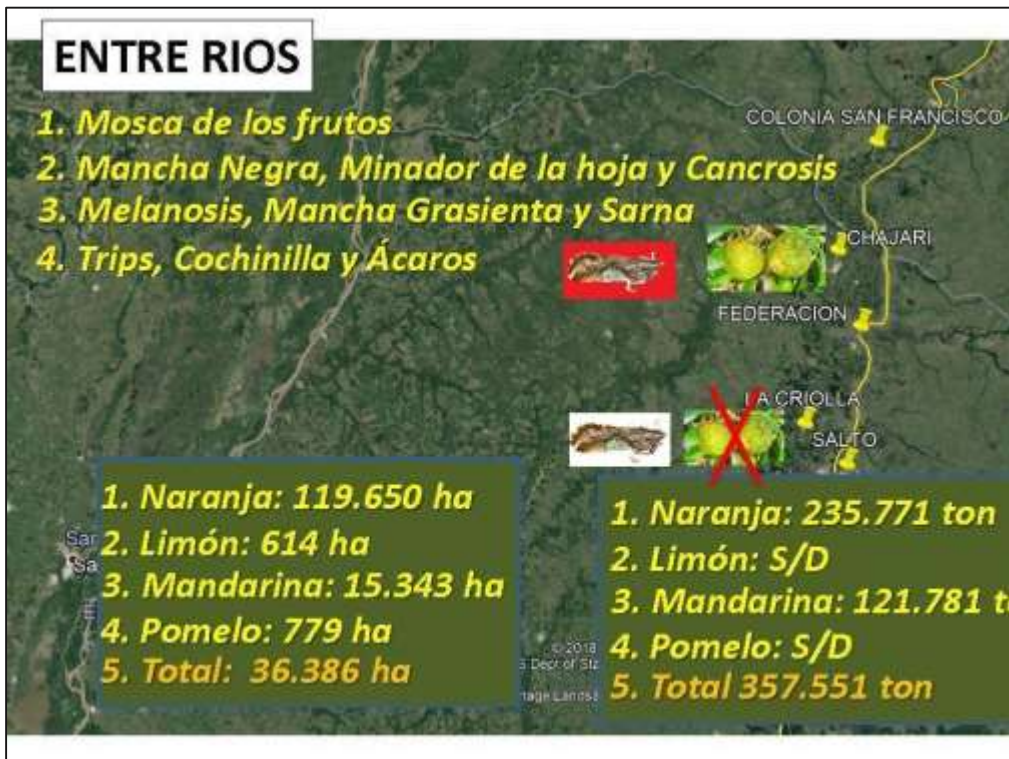 ENTRE RIOS
1. Mosca de los frutos
2. Mancha Negra, Minador de la hoja y Cancrosis
3. Melanosis, Mancha Grasienta y Sarna
4. Trips, Cochinilla y Ácaros
COLONIA SAN FRANCISCO
CHAJARI
FEDERACION
LA CRIOLLA
SALTO
1. Naranja: 119.650 ha
2. Limón: 614 ha
3. Mandarina: 15.343 ha
4. Pomelo: 779 ha
5. Total: 36.386 ha
1. Naranja: 235.771 ton
2. Limón: S/D
3. Mandarina: 121.781 t
4. Pomelo: S/D
5. Total 357.551 ton
© 2018
Dept of Sta